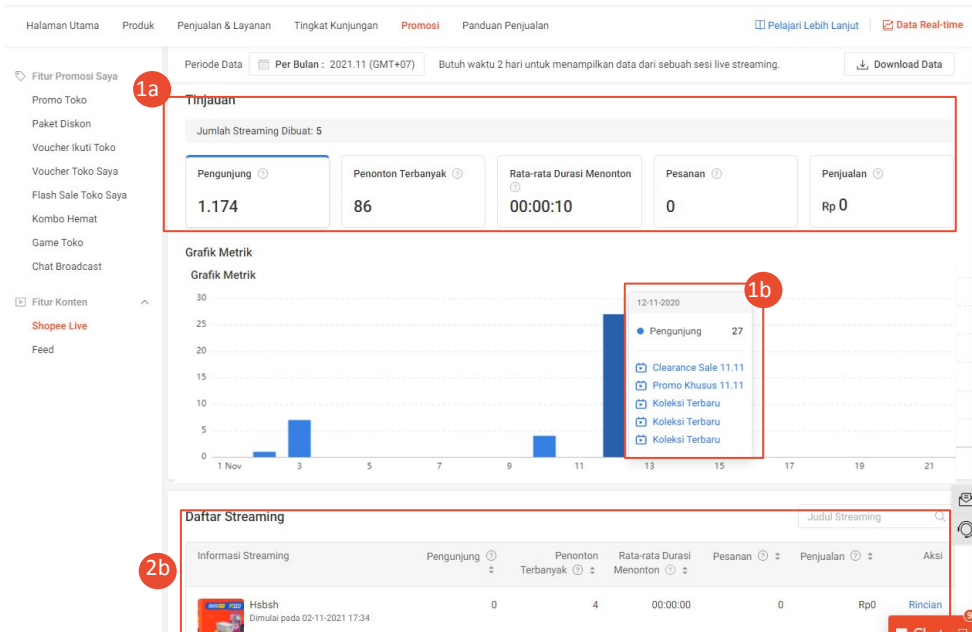 Halaman Utama Produk Penjualan & Layanan Tingkat Kunjungan Promosi Panduan Penjualan Pelajari Lebih Lanjut Data Real-time
Periode Data Per Bulan : 2021.11 (GMT+07) Butuh waktu 2 hari untuk menampilkan data dari sebuah sesi live streaming. Download Data
Fitur Promosi Saya
Promo Toko
Paket Diskon
Voucher Ikuti Toko
Voucher Toko Saya
Flash Sale Toko Saya
Kombo Hemat
Game Toko
Chat Broadcast
Fitur Konten
Shopee Live
Feed
1a
Tinjauan
Jumlah Streaming Dibuat: 5
Pengunjung Penonton Terbanyak Rata-rata Durasi Menonton Pesanan Penjualan
1.174 86 00:00:10 0 Rp 0
Grafik Metrik
Grafik Metrik
30
25
20
15
10
5
0
1 Nov 3 5 7 9 11 13 15 17 19 21
1b
12-11-2020
Pengunjung 27
Clearance Sale 11.11
Promo Khusus 11.11
Koleksi Terbaru
Koleksi Terbaru
Koleksi Terbaru
2b
Daftar Streaming Judul Streaming
Informasi Streaming Pengunjung Penonton Terbanyak Rata-rata Durasi Menonton Pesanan Penjualan Aksi
Hsbsh 0 4 00:00:00 0 Rp0 Rincian
Dimulai pada 02-11-2021 17:34